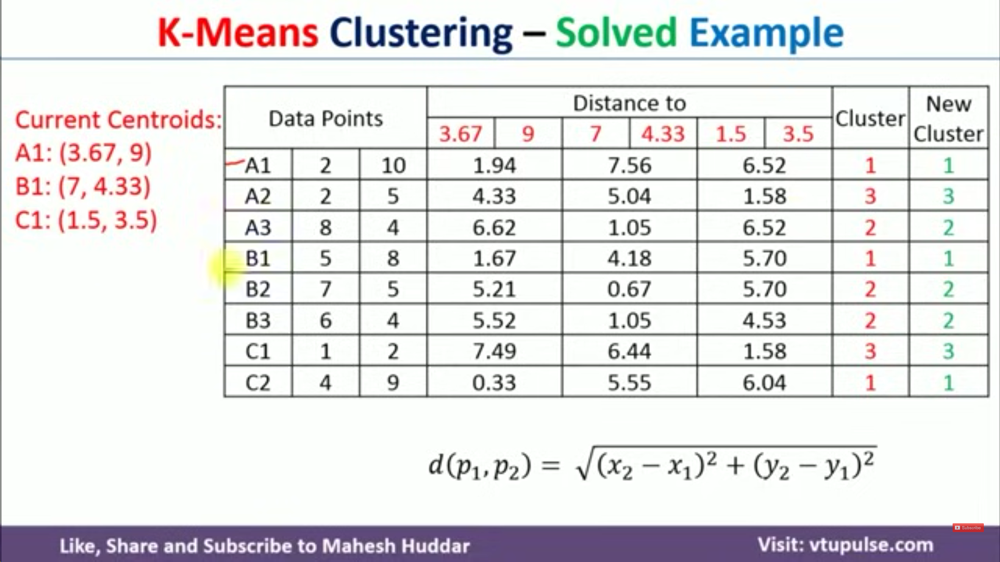 K-Means Clustering – Solved Example
Current Centroids:
A1: (3.67, 9)
B1: (7, 4.33)
C1: (1.5, 3.5)
Data Points Distance to Cluster New Cluster
3.67 9 7 4.33 1.5 3.5
A1 2 10 1.94 7.56 6.52 1 1
A2 2 5 4.33 5.04 1.58 3 3
A3 8 4 6.62 1.05 6.52 2 2
B1 5 8 1.67 4.18 5.70 1 1
B2 7 5 5.21 0.67 5.70 2 2
B3 6 4 5.52 1.05 4.53 2 2
C1 1 2 7.49 6.44 1.58 3 3
C2 4 9 0.33 5.55 6.04 1 1
d(p₁, p₂) = √(x₂ − x₁)² + (y₂ − y₁)²
Subscribe
Like, Share and Subscribe to Mahesh Huddar
Visit: vtupulse.com